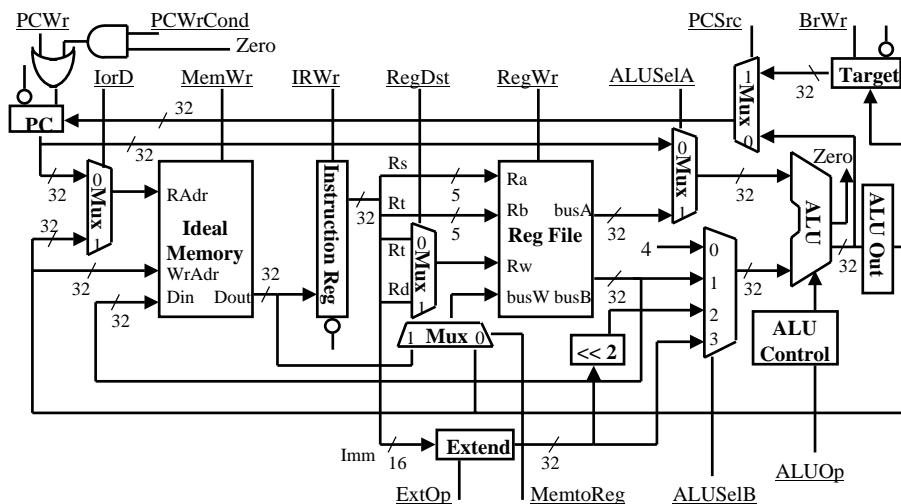 PCWr PCWrCond PCSrc BrWr
Zero
IorD MemWr IRWr RegDst RegWr ALUSelA
PC 32 32 32 1 Mux 0 32 Target
32 0 Mux 1 32
RAdr Ideal Memory WrAdr Din Dout
32 32 32
Instruction Reg 32
Rs Rt Rt Rd
5 5
0 Mux 1
Ra Rb Reg File Rw busW busA busB
32 32
0 Mux 1 32
Zero ALU 32 ALU Out
4 0 1 2 3 32
1 Mux 0
<< 2
ALU Control
Imm 16 Extend 32
ExtOp MemtoReg ALUSelB ALUOp